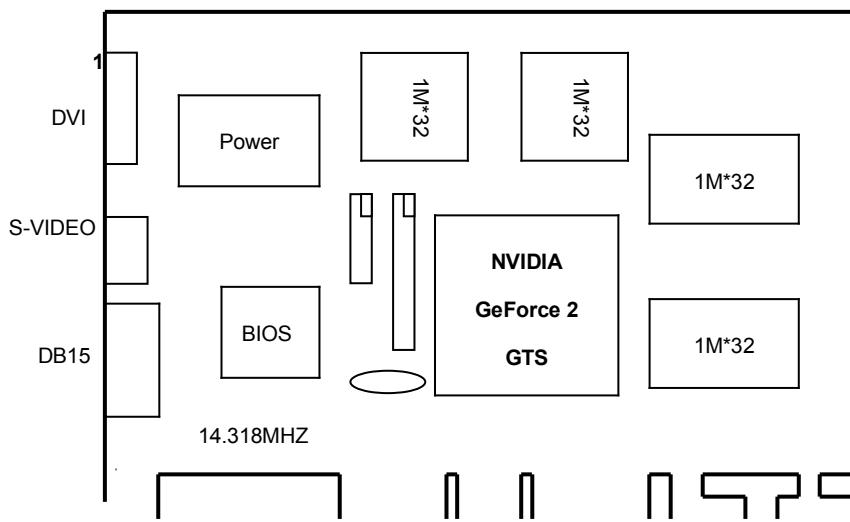 1
DVI
Power
1M*32
1M*32
1M*32
S-VIDEO
NVIDIA
GeForce 2
GTS
BIOS
DB15
1M*32
14.318MHZ